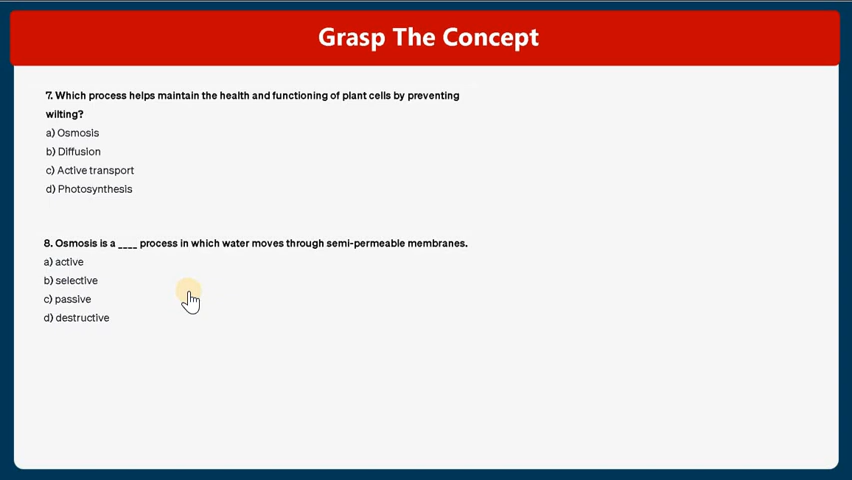 Grasp The Concept
7. Which process helps maintain the health and functioning of plant cells by preventing
wilting?
a) Osmosis
b) Diffusion
c) Active transport
d) Photosynthesis
8. Osmosis is a ____ process in which water moves through semi-permeable membranes.
a) active
b) selective
c) passive
d) destructive